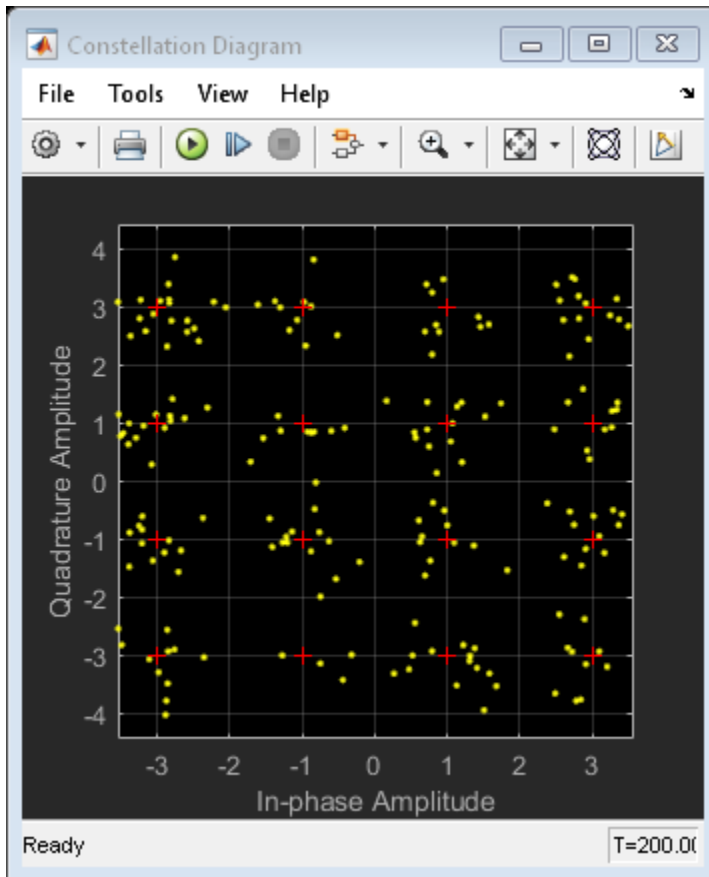 Constellation Diagram
File Tools View Help
4
3
2
1
0
-1
-2
-3
-4
Quadrature Amplitude
-3 -2 -1 0 1 2 3
In-phase Amplitude
Ready T=200.00